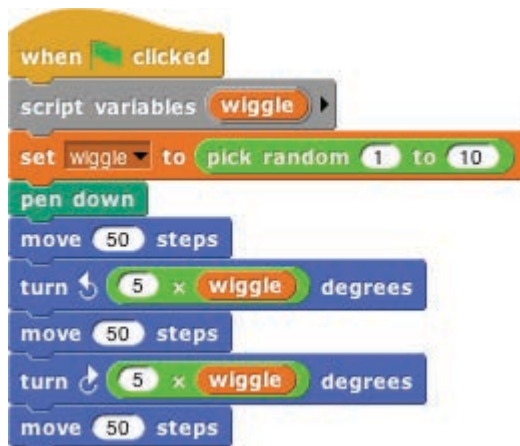 when clicked
script variables wiggle
set wiggle to pick random 1 to 10
pen down
move 50 steps
turn 5 × wiggle degrees
move 50 steps
turn 5 × wiggle degrees
move 50 steps